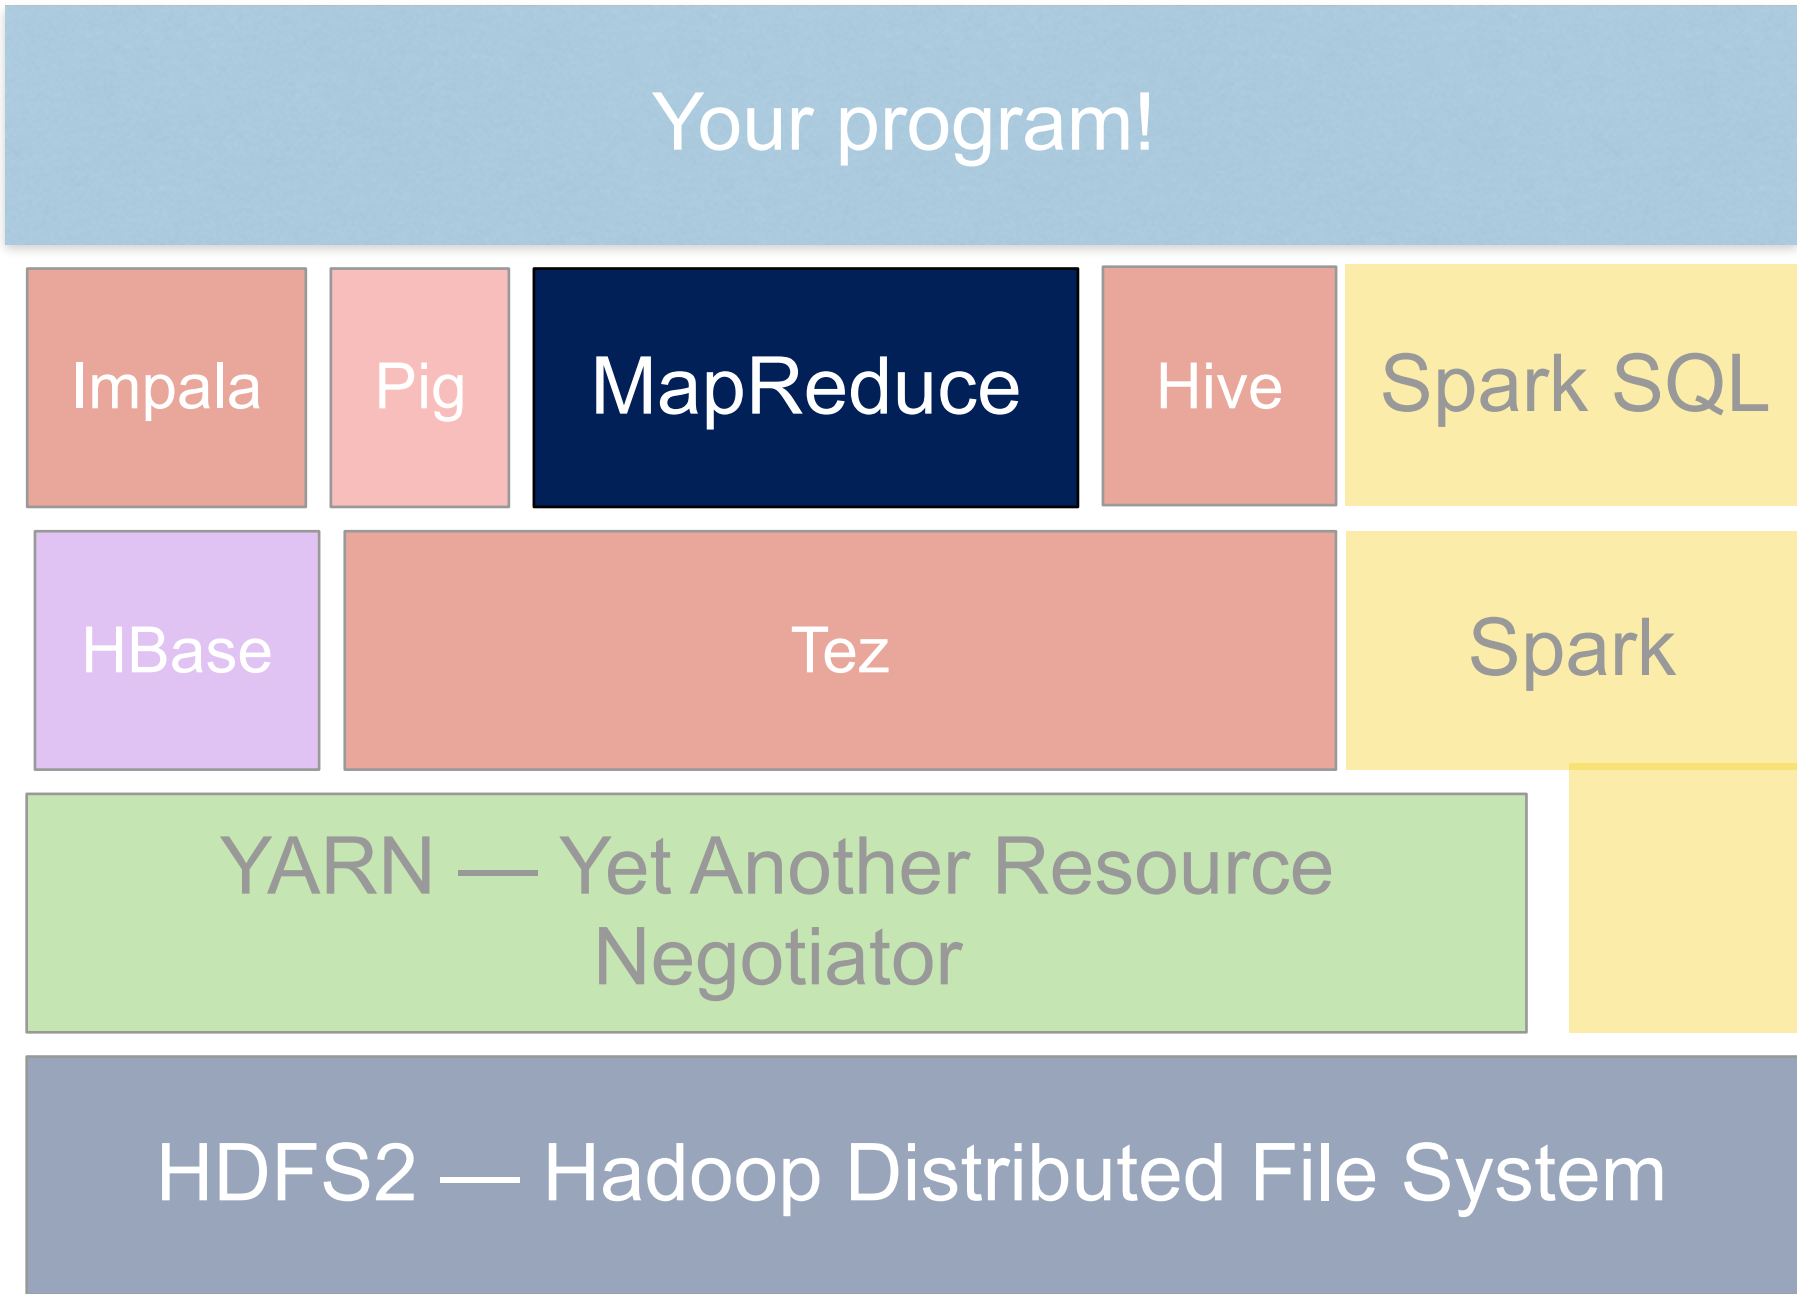 Your program!
Impala
Pig
MapReduce
Hive
Spark SQL
HBase
Tez
Spark
YARN — Yet Another Resource
Negotiator
HDFS2 — Hadoop Distributed File System